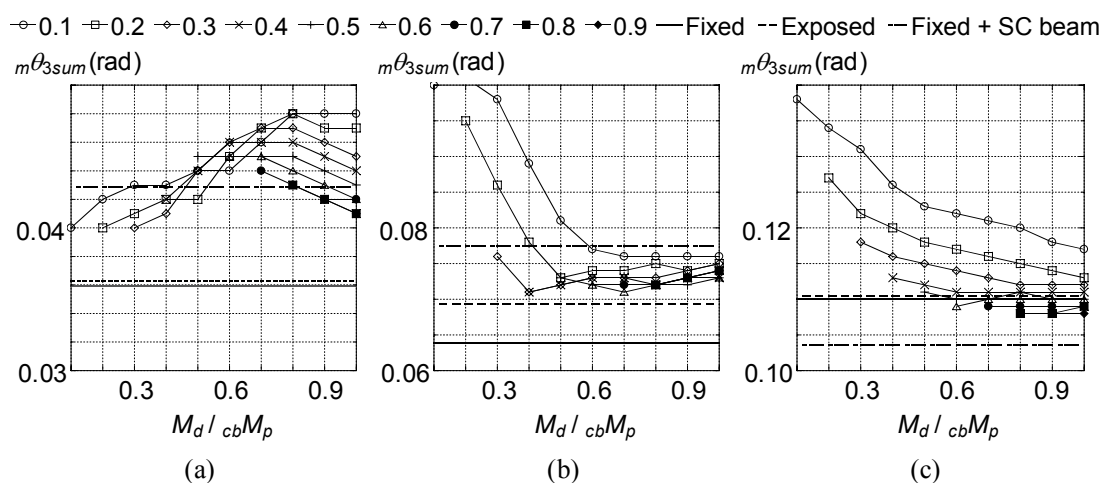 0.1 0.2 0.3 0.4 0.5 0.6 0.7 0.8 0.9 Fixed Exposed Fixed + SC beam
mθ3sum (rad) mθ3sum (rad) mθ3sum (rad)
0.04 0.08 0.12
0.03 0.06 0.10
0.3 0.6 0.9 0.3 0.6 0.9 0.3 0.6 0.9
Md / cbMp Md / cbMp Md / cbMp
(a) (b) (c)